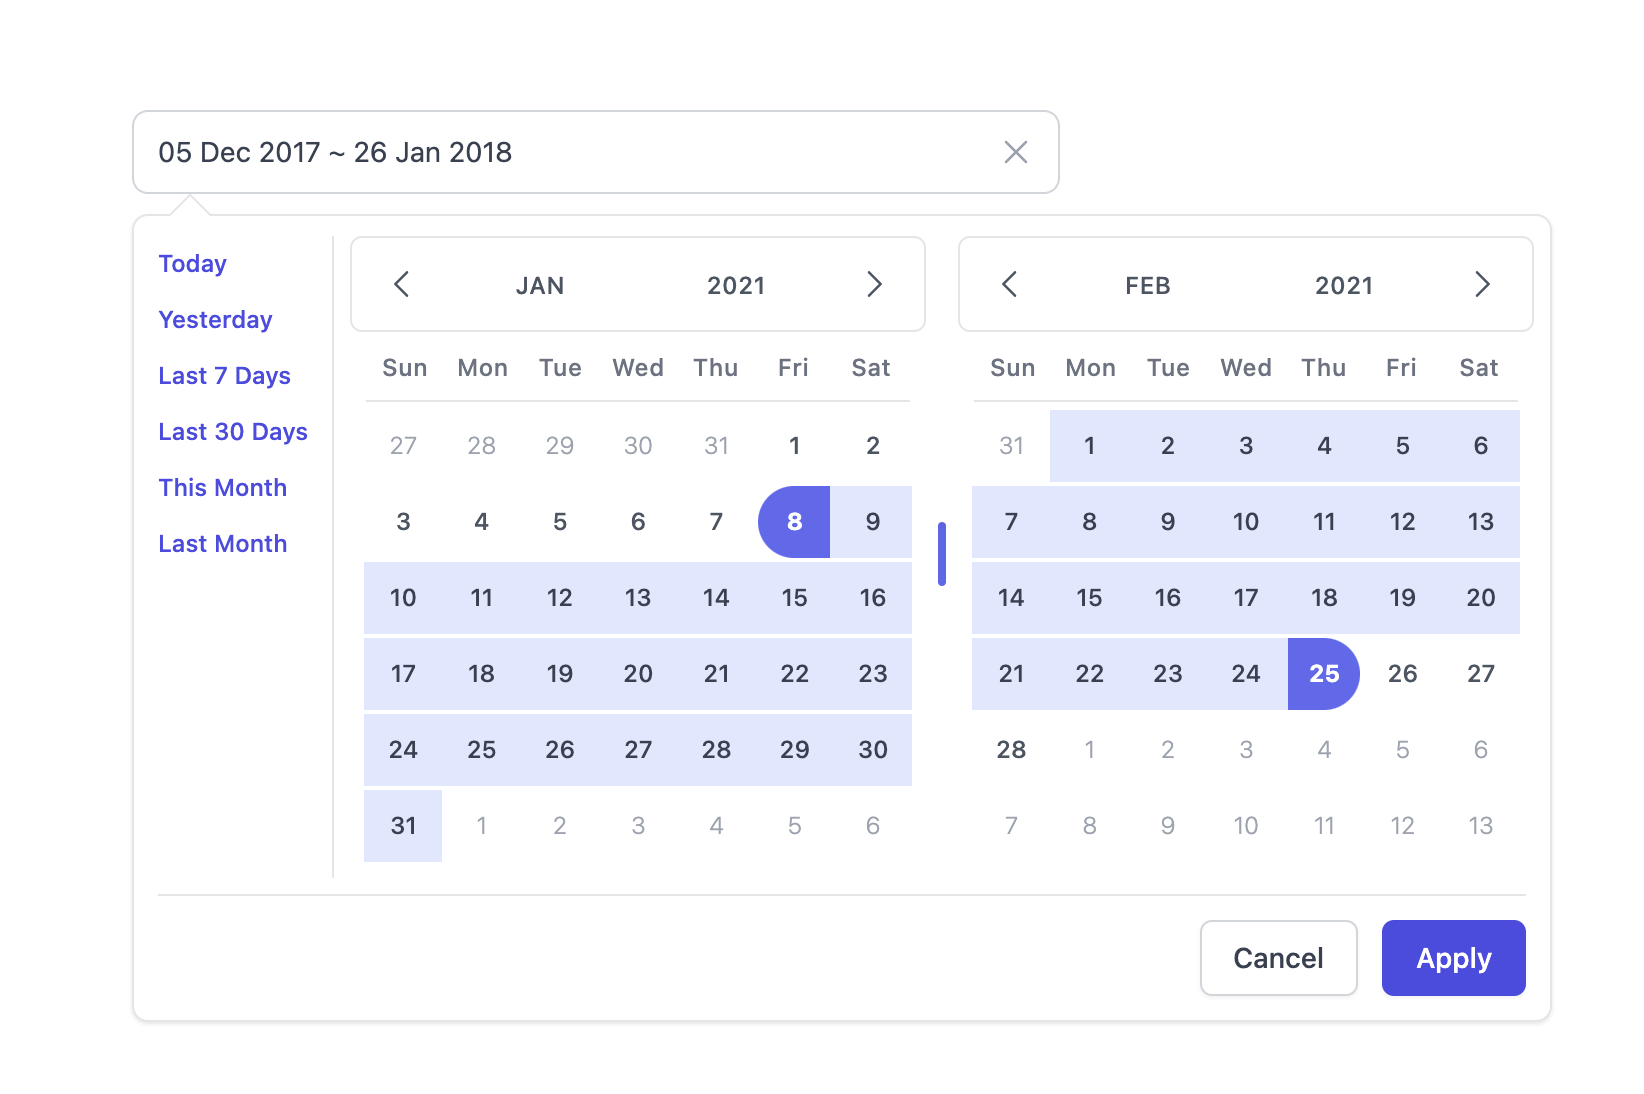 05 Dec 2017 ~ 26 Jan 2018
Today
Yesterday
Last 7 Days
Last 30 Days
This Month
Last Month
JAN 2021
Sun Mon Tue Wed Thu Fri Sat
27 28 29 30 31 1 2
3 4 5 6 7 8 9
10 11 12 13 14 15 16
17 18 19 20 21 22 23
24 25 26 27 28 29 30
31 1 2 3 4 5 6
FEB 2021
Sun Mon Tue Wed Thu Fri Sat
31 1 2 3 4 5 6
7 8 9 10 11 12 13
14 15 16 17 18 19 20
21 22 23 24 25 26 27
28 1 2 3 4 5 6
7 8 9 10 11 12 13
Cancel Apply